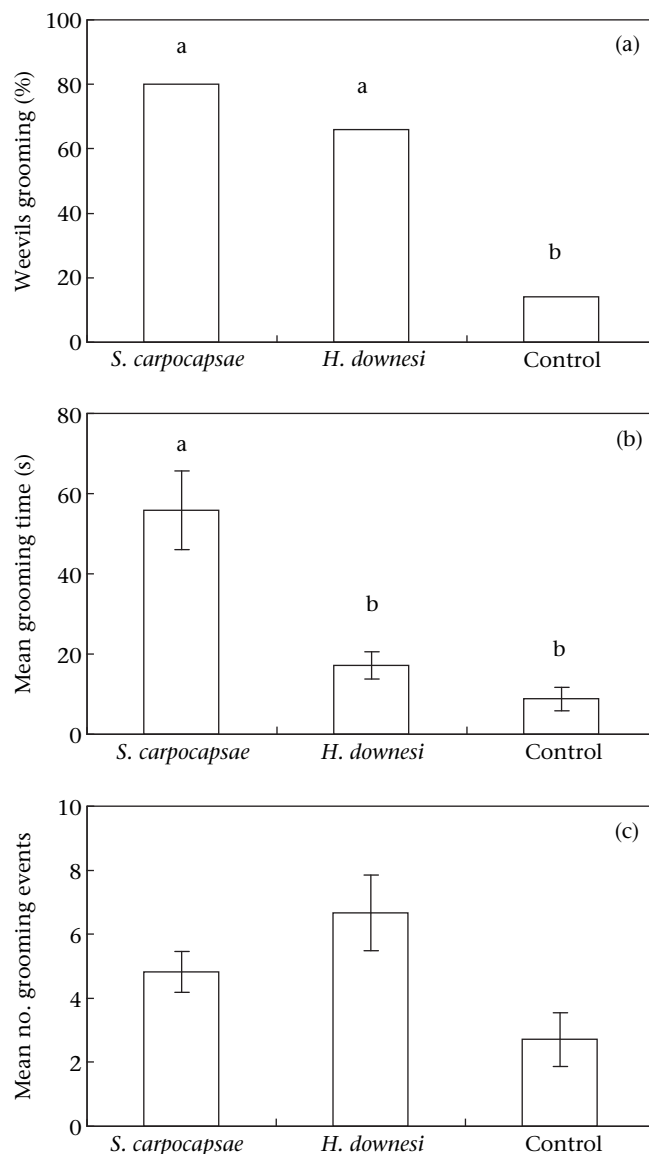 100
(a)
a
80
a
Weevils grooming (%)
60
40
b
20
0
S. carpocapsae H. downesi Control
80
(b)
a
Mean grooming time (s)
60
40
b
b
20
0
S. carpocapsae H. downesi Control
10
(c)
Mean no. grooming events
8
6
4
2
0
S. carpocapsae H. downesi Control